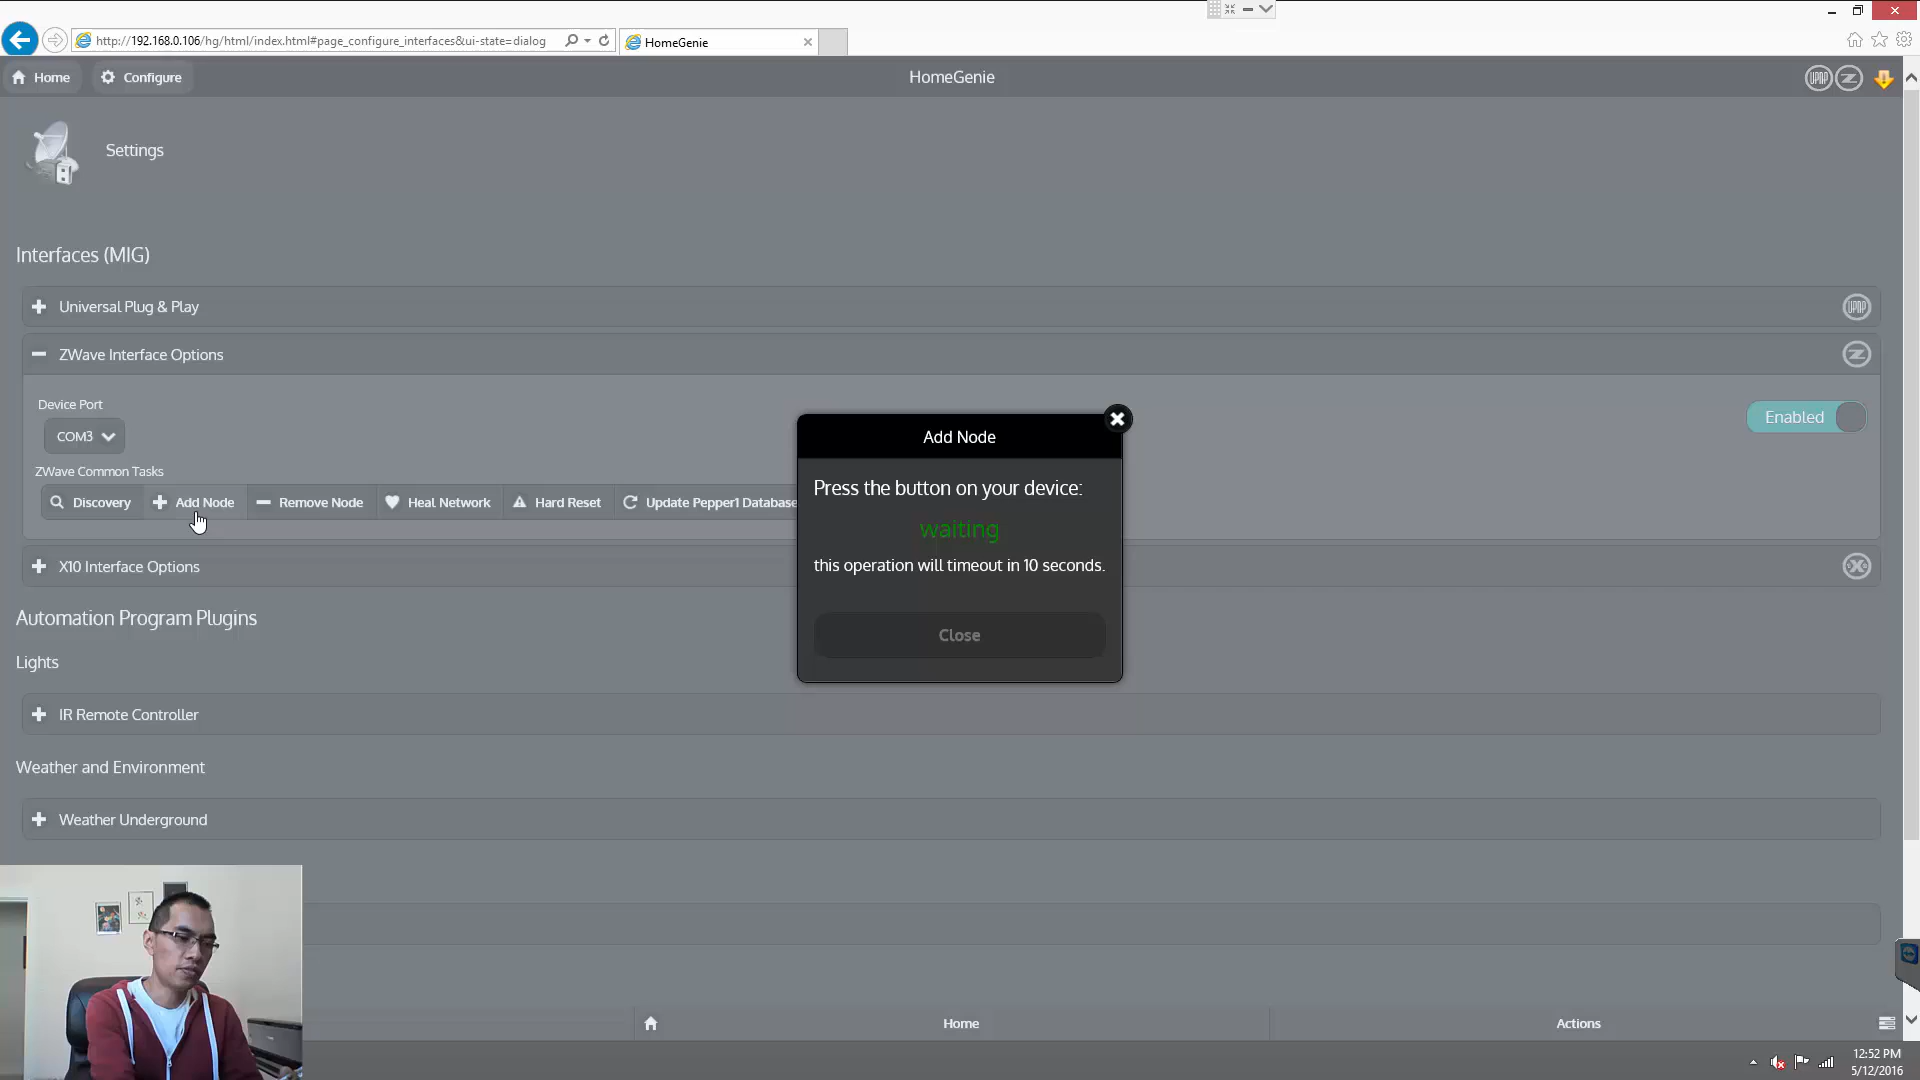 http://192.168.0.106/hg/html/index.html#page_configure_interfaces&ui-state=dialog
HomeGenie
Home
Configure
HomeGenie
UPNP
Z
Settings
Interfaces (MIG)
Universal Plug & Play
UPNP
ZWave Interface Options
Z
Device Port
COM3
Enabled
ZWave Common Tasks
Discovery
Add Node
Remove Node
Heal Network
Hard Reset
Update Pepper1 Database
X10 Interface Options
Add Node
Press the button on your device:
waiting
this operation will timeout in 10 seconds.
Close
Automation Program Plugins
Lights
IR Remote Controller
Weather and Environment
Weather Underground
Home
Actions
12:52 PM
5/12/2016